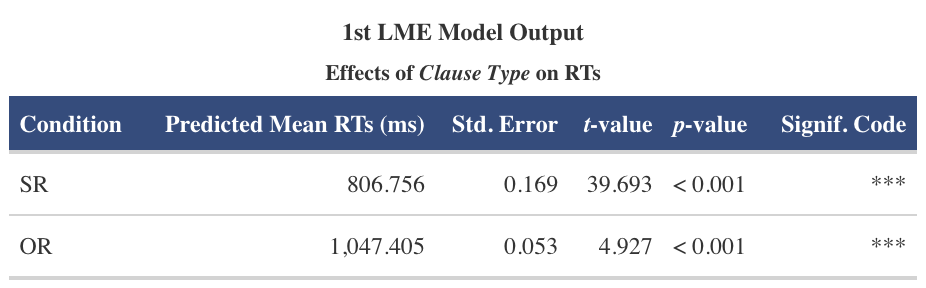 1st LME Model Output
Effects of Clause Type on RTs
Condition Predicted Mean RTs (ms) Std. Error t-value p-value Signif. Code
SR 806.756 0.169 39.693 < 0.001 ***
OR 1,047.405 0.053 4.927 < 0.001 ***